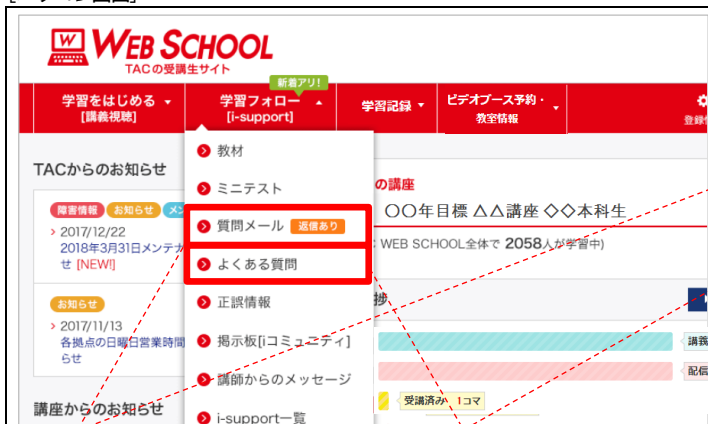 WEB SCHOOL
TACの受講生サイト
新着アリ!
学習をはじめる
[講義視聴]
学習フォロー
[i-support]
学習記録
ビデオブース予約・
教室情報
TACからのお知らせ
障害情報 お知らせ
2017/12/22
2018年3月31日メンテナ
せ [NEW!]
お知らせ
2017/11/13
各拠点の日曜日営業時間
らせ
講座からのお知らせ
教材
ミニテスト
質問メール 返信あり
よくある質問
正誤情報
掲示板[iコミュニティ]
講師からのメッセージ
i-support一覧
の講座
〇〇年目標 △△講座 ◇◇本科生
WEB SCHOOL全体で 2058人が学習中)
捗
講義
配信
受講済み 1コマ